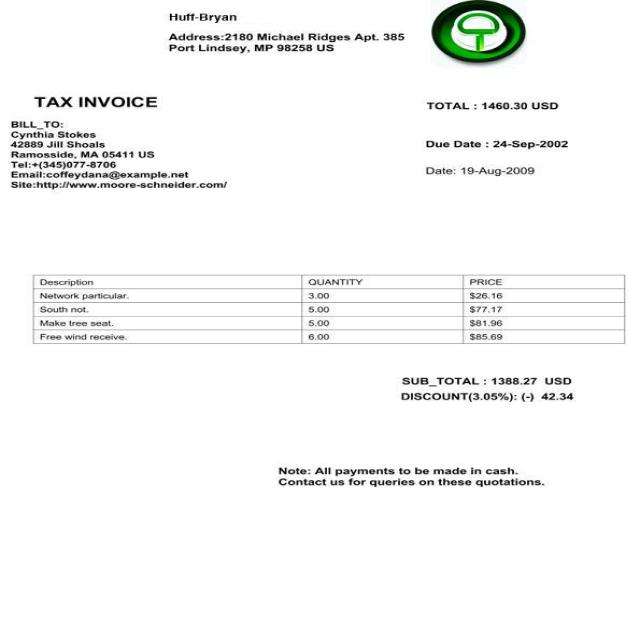 Huff-Bryan
Address:2180 Michael Ridges Apt. 385
Port Lindsey, MP 98258 US
TAX INVOICE
TOTAL : 1460.30 USD
BILL_TO:
Cynthia Stokes
42889 Jill Shoals
Ramosside, MA 05411 US
Tel:+(345)077-8706
Email:coffeydana@example.net
Site:http://www.moore-schneider.com/
Due Date : 24-Sep-2002
Date: 19-Aug-2009
Description QUANTITY PRICE
Network particular. 3.00 $26.16
South not. 5.00 $77.17
Make tree seat. 5.00 $81.96
Free wind receive. 6.00 $85.69
SUB_TOTAL : 1388.27 USD
DISCOUNT(3.05%): (-) 42.34
Note: All payments to be made in cash.
Contact us for queries on these quotations.